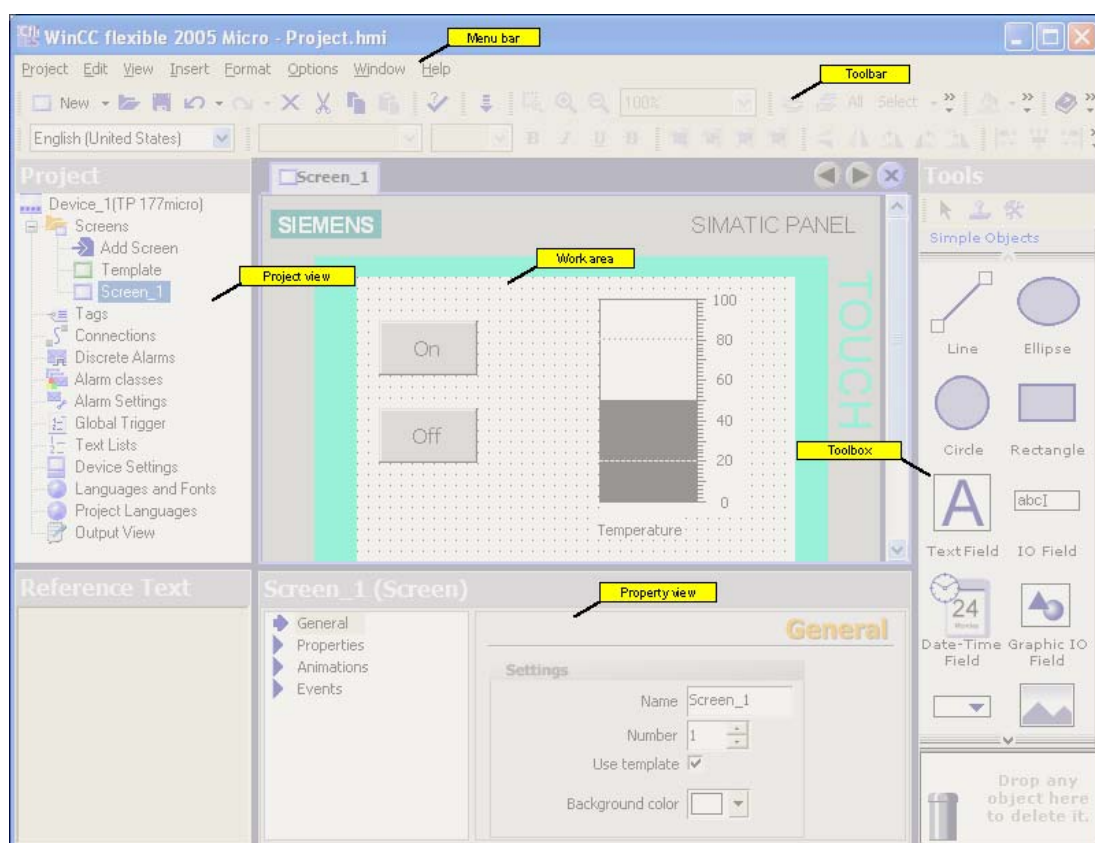 WinCC flexible 2005 Micro - Project.hmi
Menu bar
Project Edit View Insert Format Options Window Help
Toolbar
New
100%
All Select
English (United States)
B I U B
Project
Screen_1
Tools
Device_1(TP 177micro)
Screens
Add Screen
Template
Screen_1
Tags
Connections
Discrete Alarms
Alarm classes
Alarm Settings
Global Trigger
Text Lists
Device Settings
Languages and Fonts
Project Languages
Output View
Project view
SIEMENS
SIMATIC PANEL
Work area
TOUCH
On
Off
100
80
60
40
20
0
Temperature
Simple Objects
Line
Ellipse
Circle
Rectangle
Toolbox
A
abcI
TextField
IO Field
24
Date-Time Field
Graphic IO Field
Reference Text
Screen_1 (Screen)
Property view
General
Properties
Animations
Events
General
Settings
Name Screen_1
Number 1
Use template
Background color
Drop any
object here
to delete it.